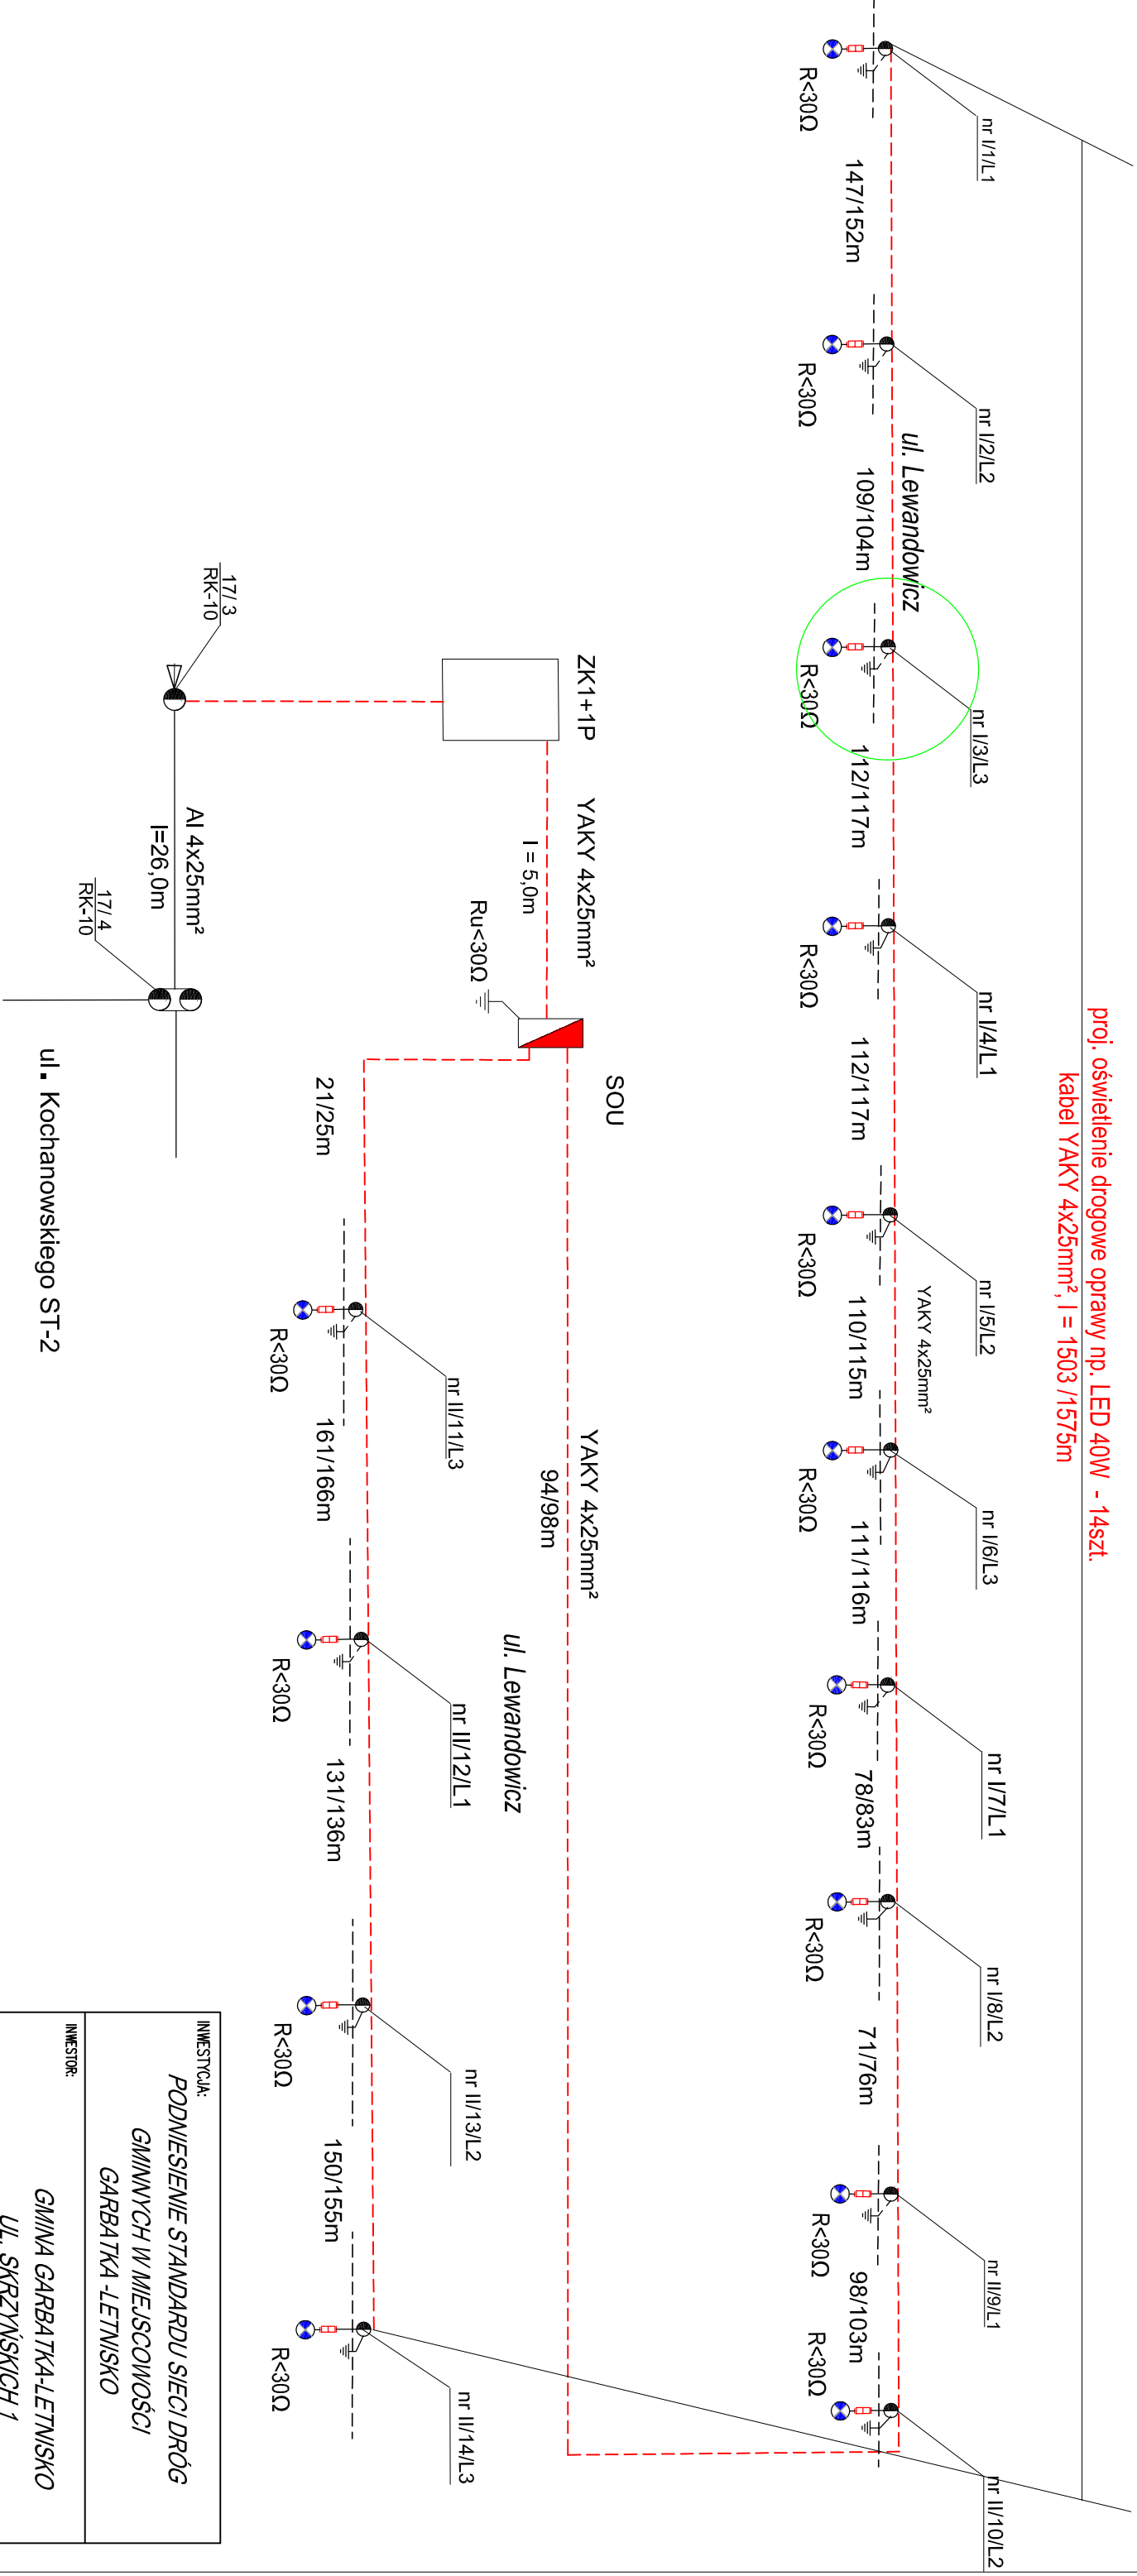 proj. oświetlenie drogowe oprawy np. LED 40W - 14szt.
kabel YAKY 4x25mm², l = 1503 /1575m
nr I/1/L1
nr I/2/L2
nr I/3/L3
nr I/4/L1
nr I/5/L2
nr I/6/L3
nr I/7/L1
nr I/8/L2
nr II/9/L1
nr II/10/L2
ul. Lewandowicz
YAKY 4x25mm²
147/152m
109/104m
112/117m
112/117m
110/115m
111/116m
78/83m
71/76m
98/103m
R<30Ω
R<30Ω
R<30Ω
R<30Ω
R<30Ω
R<30Ω
R<30Ω
R<30Ω
R<30Ω
R<30Ω
ZK1+1P
YAKY 4x25mm²
l = 5,0m
SOU
Ru<30Ω
YAKY 4x25mm²
94/98m
ul. Lewandowicz
nr II/11/L3
nr II/12/L1
nr II/13/L2
nr II/14/L3
21/25m
161/166m
131/136m
150/155m
R<30Ω
R<30Ω
R<30Ω
R<30Ω
17/ 3
RK-10
Al 4x25mm²
l=26,0m
17/ 4
RK-10
ul. Kochanowskiego ST-2
INWESTYCJA:
PODNIESIENIE STANDARDU SIECI DRÓG
GMINNYCH W MIEJSCOWOŚCI
GARBATKA -LETNISKO
INWESTOR:
GMINA GARBATKA-LETNISKO
UL. SKRZYŃSKICH 1